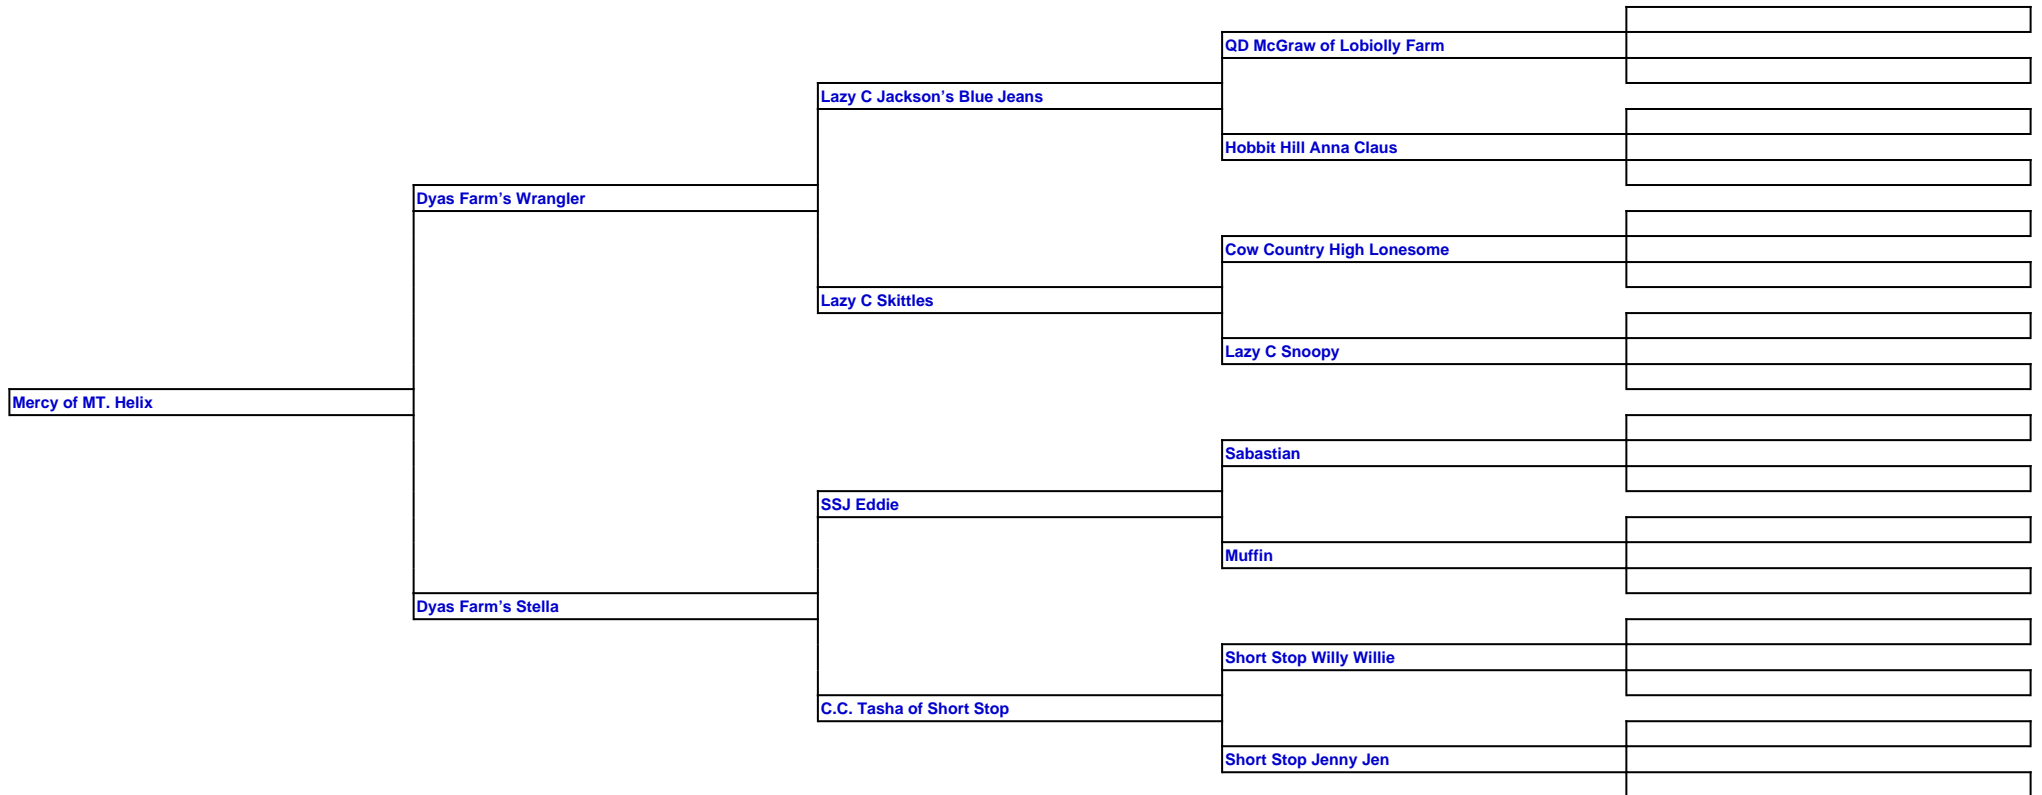 QD McGraw of Lobiolly Farm
Lazy C Jackson’s Blue Jeans
Hobbit Hill Anna Claus
Dyas Farm’s Wrangler
Cow Country High Lonesome
Lazy C Skittles
Lazy C Snoopy
Mercy of MT. Helix
Sabastian
SSJ Eddie
Muffin
Dyas Farm’s Stella
Short Stop Willy Willie
C.C. Tasha of Short Stop
Short Stop Jenny Jen